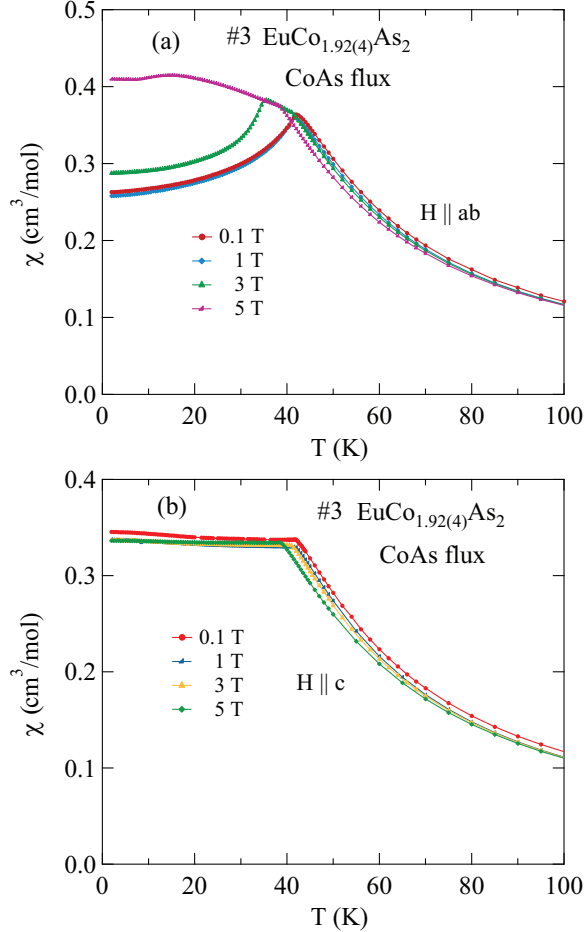 (a)
#3 EuCo1.92(4)As2
CoAs flux
H || ab
0.1 T
1 T
3 T
5 T
χ (cm3/mol)
0.5
0.4
0.3
0.2
0.1
0.0
0
20
40
60
80
100
T (K)
(b)
#3 EuCo1.92(4)As2
CoAs flux
0.1 T
1 T
3 T
5 T
H || c
χ (cm3/mol)
0.4
0.3
0.2
0.1
0.0
0
20
40
60
80
100
T (K)